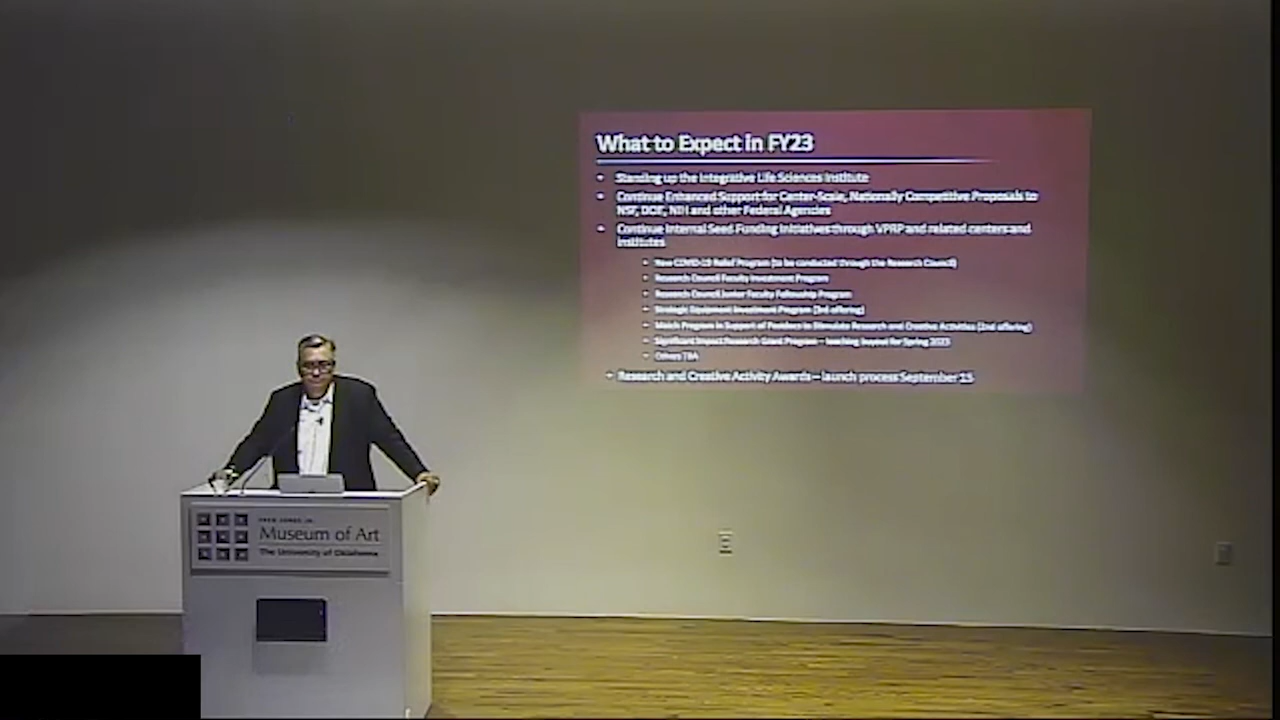 What to Expect in FY23
• Standing up the Integrative Life Sciences Institute
• Continue Enhanced Support for Center-Scale, Nationally Competitive Proposals to
NSF, DOE, NIH and other Federal Agencies
• Continue Internal Seed Funding Initiatives through VPRP and related centers and
institutes
• New COVID-19 Relief Program (to be conducted through the Research Council)
• Research Council Faculty Investment Program
• Research Council Junior Faculty Fellowship Program
• Strategic Equipment Investment Program (3rd offering)
• Match Program in Support of Position to Stimulate Research and Creative Activities (2nd offering)
• Significant Impact Research Grant Program – launching layout for Spring 2023
• Others TBA
• Research and Creative Activity Awards – launch process September 15
FRED JONES JR.
Museum of Art
The University of Oklahoma